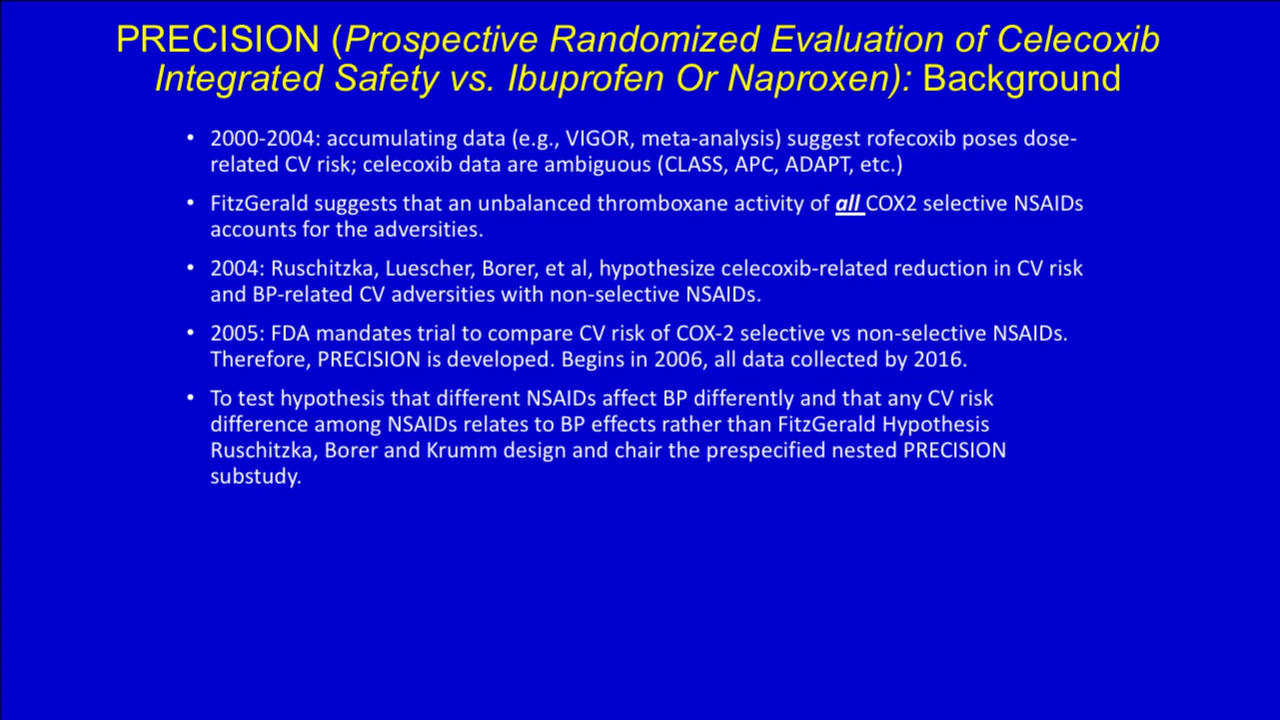 PRECISION (Prospective Randomized Evaluation of Celecoxib
Integrated Safety vs. Ibuprofen Or Naproxen): Background
• 2000-2004: accumulating data (e.g., VIGOR, meta-analysis) suggest rofecoxib poses dose-
related CV risk; celecoxib data are ambiguous (CLASS, APC, ADAPT, etc.)
• FitzGerald suggests that an unbalanced thromboxane activity of all COX2 selective NSAIDs
accounts for the adversities.
• 2004: Ruschitzka, Luescher, Borer, et al, hypothesize celecoxib-related reduction in CV risk
and BP-related CV adversities with non-selective NSAIDs.
• 2005: FDA mandates trial to compare CV risk of COX-2 selective vs non-selective NSAIDs.
Therefore, PRECISION is developed. Begins in 2006, all data collected by 2016.
• To test hypothesis that different NSAIDs affect BP differently and that any CV risk
difference among NSAIDs relates to BP effects rather than FitzGerald Hypothesis
Ruschitzka, Borer and Krumm design and chair the prespecified nested PRECISION
substudy.